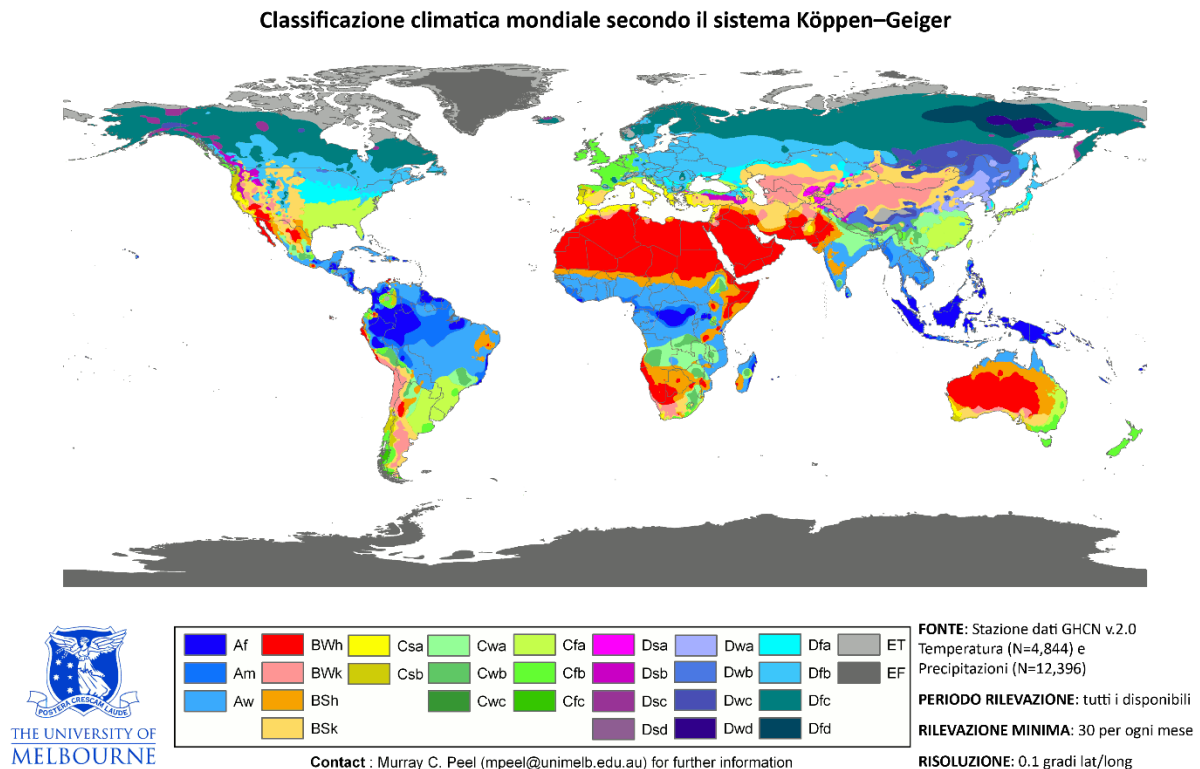 Classificazione climatica mondiale secondo il sistema Köppen–Geiger
POSTERA CRESCAM LAUDE
THE UNIVERSITY OF
MELBOURNE
Af BWh Csa Cwa Cfa Dsa Dwa Dfa ET
Am BWk Csb Cwb Cfb Dsb Dwb Dfb EF
Aw BSh Cwc Cfc Dsc Dwc Dfc
BSk Dsd Dwd Dfd
Contact : Murray C. Peel (mpeel@unimelb.edu.au) for further information
FONTE: Stazione dati GHCN v.2.0
Temperatura (N=4,844) e
Precipitazioni (N=12,396)
PERIODO RILEVAZIONE: tutti i disponibili
RILEVAZIONE MINIMA: 30 per ogni mese
RISOLUZIONE: 0.1 gradi lat/long